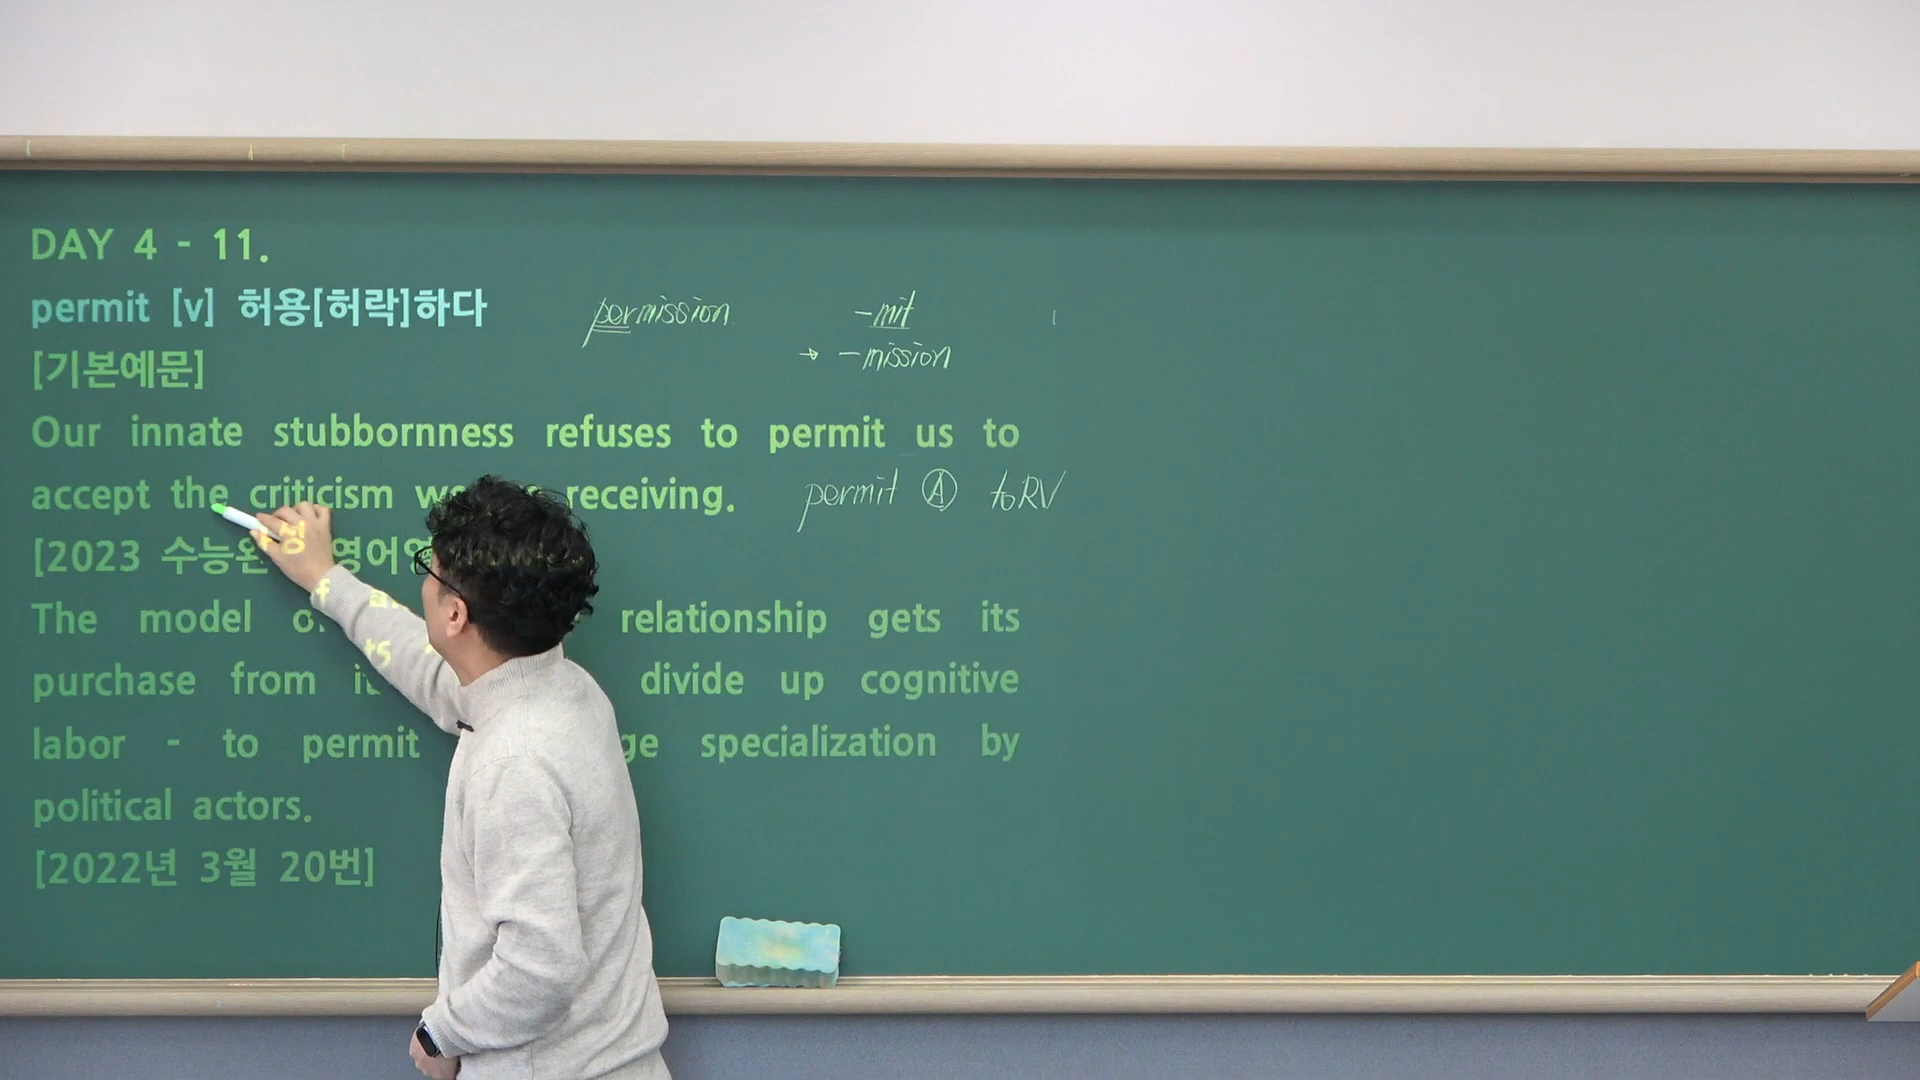 DAY 4 - 11.
permit [v] 허용[허락]하다
permission
- mit
→ - mission
[기본예문]
Our innate stubbornness refuses to permit us to
accept the criticism receiving.
permit Ⓐ toRV
[2023 영어
The model relationship gets its
purchase from divide up cognitive
labor - to permit specialization by
political actors.
[2022년 3월 20번]